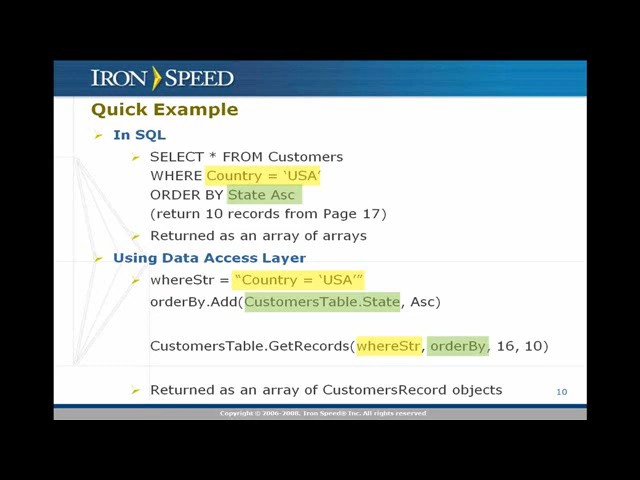 IRON SPEED
Quick Example
In SQL
SELECT * FROM Customers
WHERE Country = ‘USA’
ORDER BY State Asc
(return 10 records from Page 17)
Returned as an array of arrays
Using Data Access Layer
whereStr = “Country = ‘USA’”
orderBy.Add(CustomersTable.State, Asc)
CustomersTable.GetRecords(whereStr, orderBy, 16, 10)
Returned as an array of CustomersRecord objects
10
Copyright © 2006-2008, Iron Speed® Inc. All rights reserved